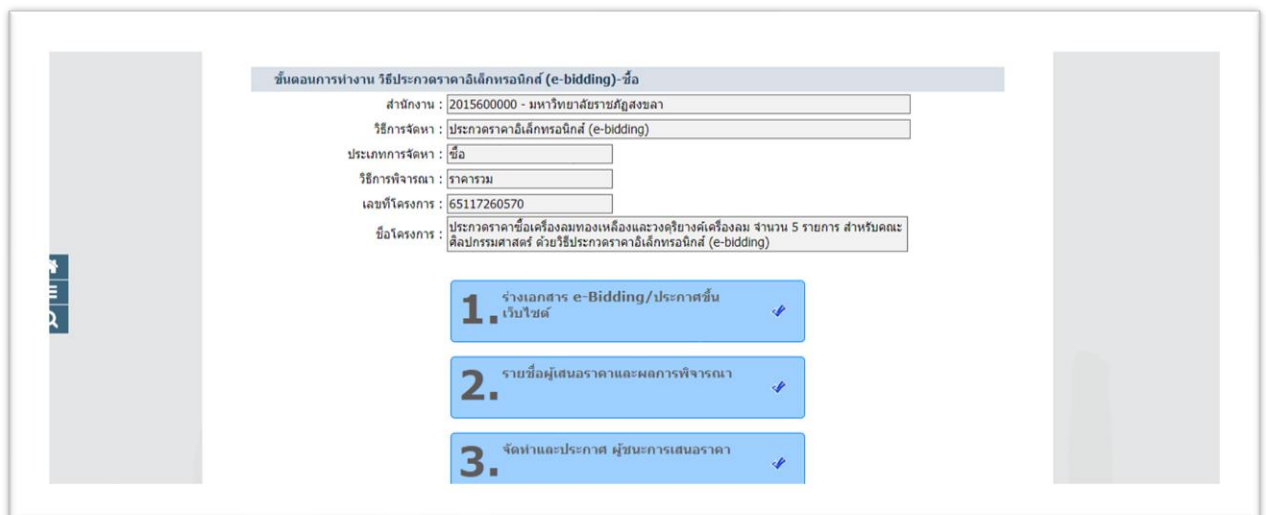 ขั้นตอนการทำงาน วิธีประกวดราคาอิเล็กทรอนิกส์ (e-bidding)-ซื้อ
สำนักงาน : 2015600000 - มหาวิทยาลัยราชภัฏสงขลา
วิธีการจัดหา : ประกวดราคาอิเล็กทรอนิกส์ (e-bidding)
ประเภทการจัดหา : ซื้อ
วิธีการพิจารณา : ราคารวม
เลขที่โครงการ : 65117260570
ชื่อโครงการ : ประกวดราคาซื้อเครื่องลมทองเหลืองและวงดุริยางค์เครื่องลม จำนวน 5 รายการ สำหรับคณะ
ศิลปกรรมศาสตร์ ด้วยวิธีประกวดราคาอิเล็กทรอนิกส์ (e-bidding)
1. ร่างเอกสาร e-Bidding/ประกาศขึ้น
เว็บไซต์
2. รายชื่อผู้เสนอราคาและผลการพิจารณา
3. จัดทำและประกาศ ผู้ชนะการเสนอราคา